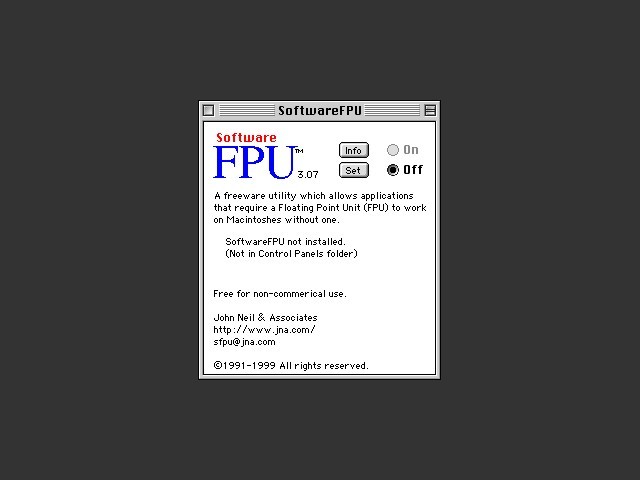 SoftwareFPU
Software
FPU™ 3.07
Info
On
Set
Off
A freeware utility which allows applications
that require a Floating Point Unit (FPU) to work
on Macintoshes without one.
SoftwareFPU not installed.
(Not in Control Panels folder)
Free for non-commerical use.
John Neil & Associates
http://www.jna.com/
sfpu@jna.com
©1991-1999 All rights reserved.